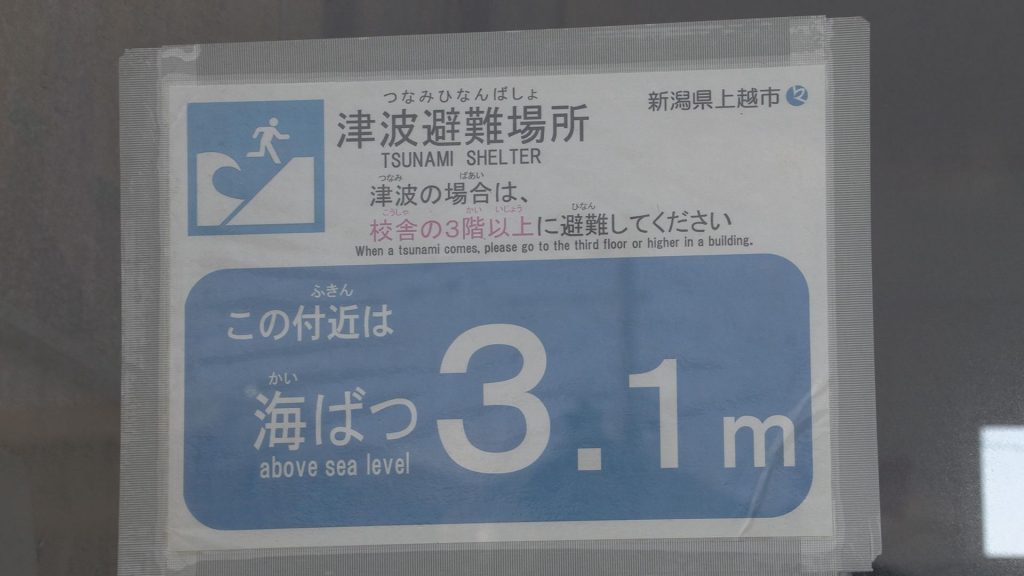 新潟県上越市
つなみひなんばしょ
津波避難場所
TSUNAMI SHELTER
つなみ ばあい
津波の場合は、
こうしゃ かい いじょう ひなん
校舎の3階以上に避難してください
When a tsunami comes, please go to the third floor or higher in a building.
ふきん
この付近は
かい
海ばつ 3.1m
above sea level